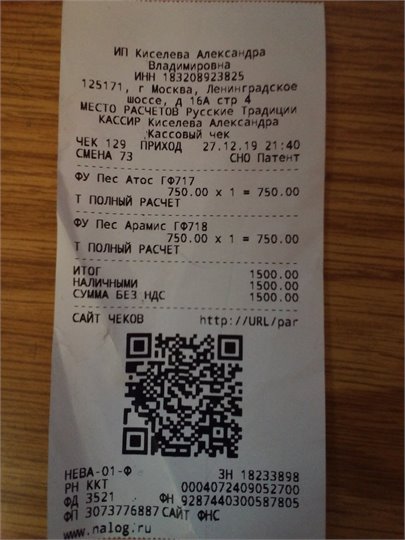 ИП Киселева Александра
Владимировна
ИНН 183208923825
125171, г Москва, Ленинградское
шоссе, д 16А стр 4
МЕСТО РАСЧЕТОВ Русские Традиции
КАССИР Киселева Александра
Кассовый чек
ЧЕК 129 ПРИХОД 27.12.19 21:40
СМЕНА 73 СНО Патент
ФУ Пес Атос ГФ717
750.00 x 1 = 750.00
Т ПОЛНЫЙ РАСЧЕТ
ФУ Пес Арамис ГФ718
750.00 x 1 = 750.00
Т ПОЛНЫЙ РАСЧЕТ
ИТОГ 1500.00
НАЛИЧНЫМИ 1500.00
СУММА БЕЗ НДС 1500.00
САЙТ ЧЕКОВ http://URL/par
НЕВА-01-Ф ЗН 18233898
РН ККТ 0004072409052700
ФД 3521 ФН 9287440300587805
ФП 3073776887 САЙТ ФНС
www.nalog.ru